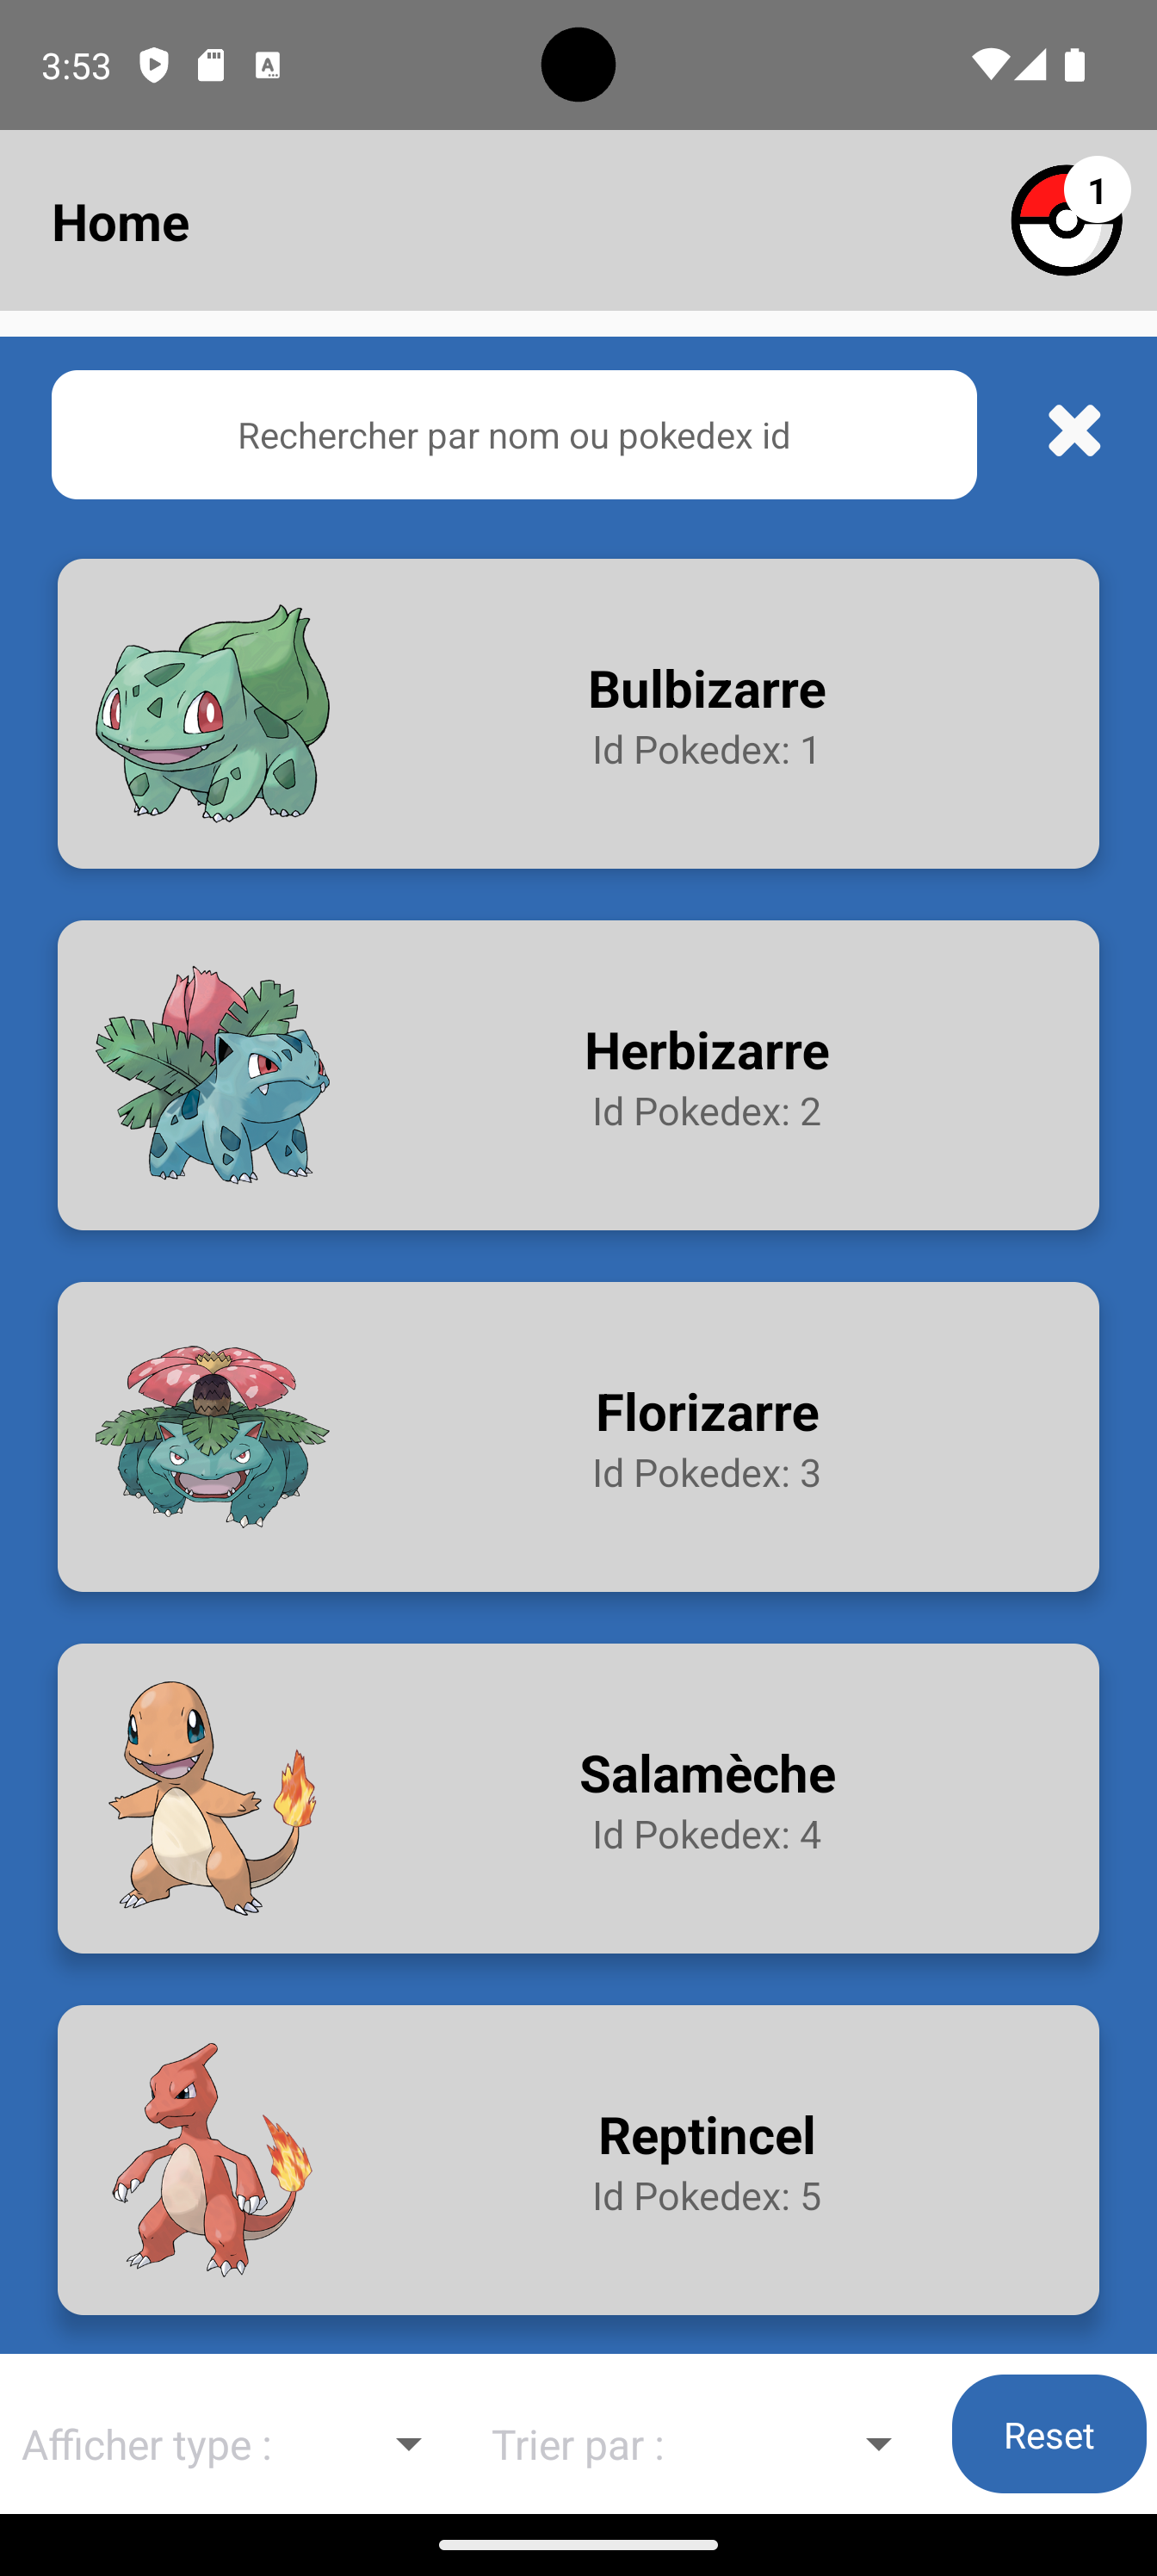 3:53
Home
1
Rechercher par nom ou pokedex id
Bulbizarre
Id Pokedex: 1
Herbizarre
Id Pokedex: 2
Florizarre
Id Pokedex: 3
Salamèche
Id Pokedex: 4
Reptincel
Id Pokedex: 5
Afficher type :
Trier par :
Reset